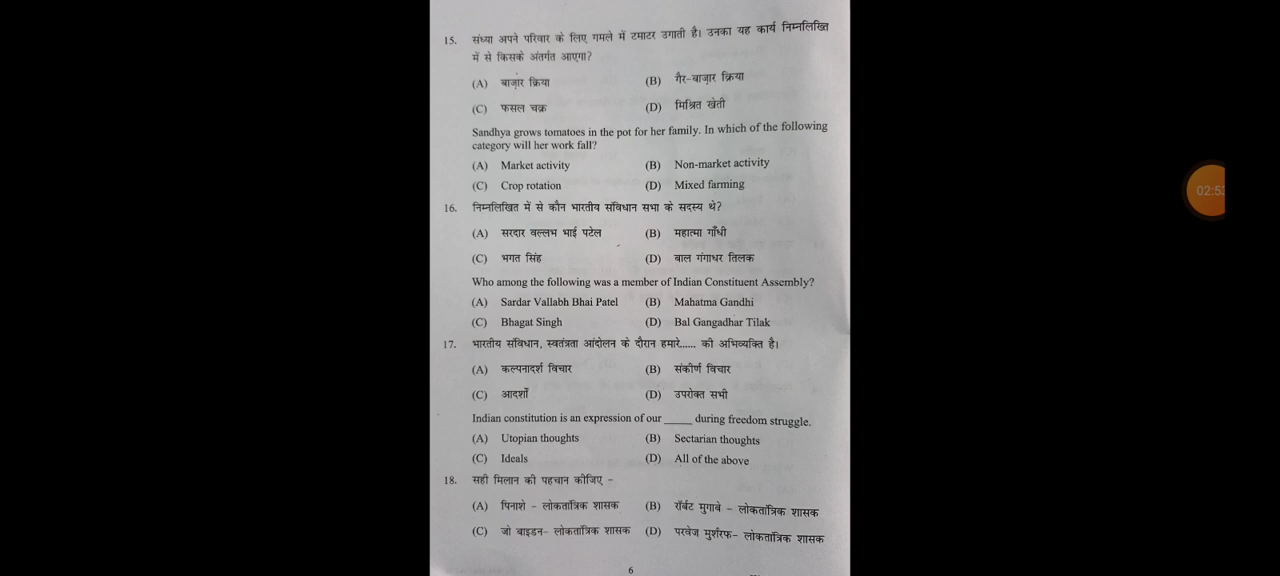 15. संध्या अपने परिवार के लिए गमले में टमाटर उगाती है। उनका यह कार्य निम्नलिखित
में से किसके अंतर्गत आएगा?
(A) बाज़ार क्रिया (B) गैर-बाज़ार क्रिया
(C) फसल चक्र (D) मिश्रित खेती
Sandhya grows tomatoes in the pot for her family. In which of the following
category will her work fall?
(A) Market activity (B) Non-market activity
(C) Crop rotation (D) Mixed farming
16. निम्नलिखित में से कौन भारतीय संविधान सभा के सदस्य थे?
(A) सरदार वल्लभ भाई पटेल (B) महात्मा गाँधी
(C) भगत सिंह (D) बाल गंगाधर तिलक
Who among the following was a member of Indian Constituent Assembly?
(A) Sardar Vallabh Bhai Patel (B) Mahatma Gandhi
(C) Bhagat Singh (D) Bal Gangadhar Tilak
17. भारतीय संविधान, स्वतंत्रता आंदोलन के दौरान हमारे...... की अभिव्यक्ति है।
(A) कल्पनादर्श विचार (B) संकीर्ण विचार
(C) आदर्शों (D) उपरोक्त सभी
Indian constitution is an expression of our _____ during freedom struggle.
(A) Utopian thoughts (B) Sectarian thoughts
(C) Ideals (D) All of the above
18. सही मिलान की पहचान कीजिए -
(A) पिनाशे - लोकतांत्रिक शासक (B) रॉर्बट मुगाबे - लोकतांत्रिक शासक
(C) जो बाइडन- लोकतांत्रिक शासक (D) परवेज मुर्शरफ- लोकतांत्रिक शासक
6
02:53